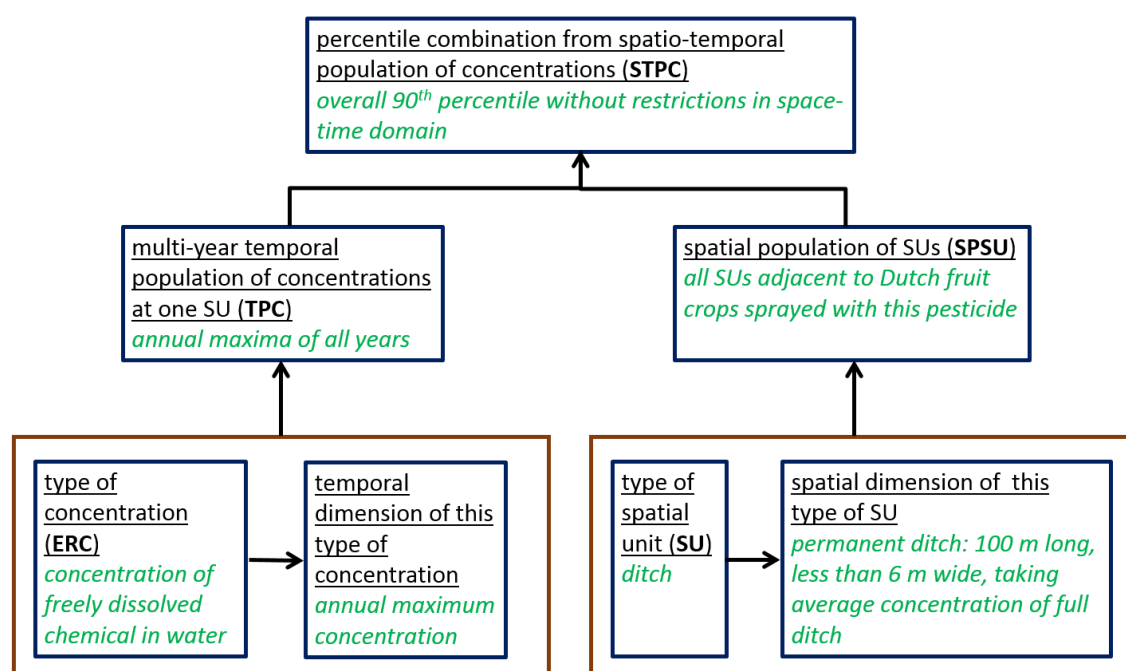 percentile combination from spatio-temporal
population of concentrations (STPC)
overall 90th percentile without restrictions in space-
time domain
multi-year temporal
population of concentrations
at one SU (TPC)
annual maxima of all years
spatial population of SUs (SPSU)
all SUs adjacent to Dutch fruit
crops sprayed with this pesticide
type of
concentration
(ERC)
concentration of
freely dissolved
chemical in water
temporal
dimension of this
type of
concentration
annual maximum
concentration
type of
spatial
unit (SU)
ditch
spatial dimension of this
type of SU
permanent ditch: 100 m long,
less than 6 m wide, taking
average concentration of full
ditch